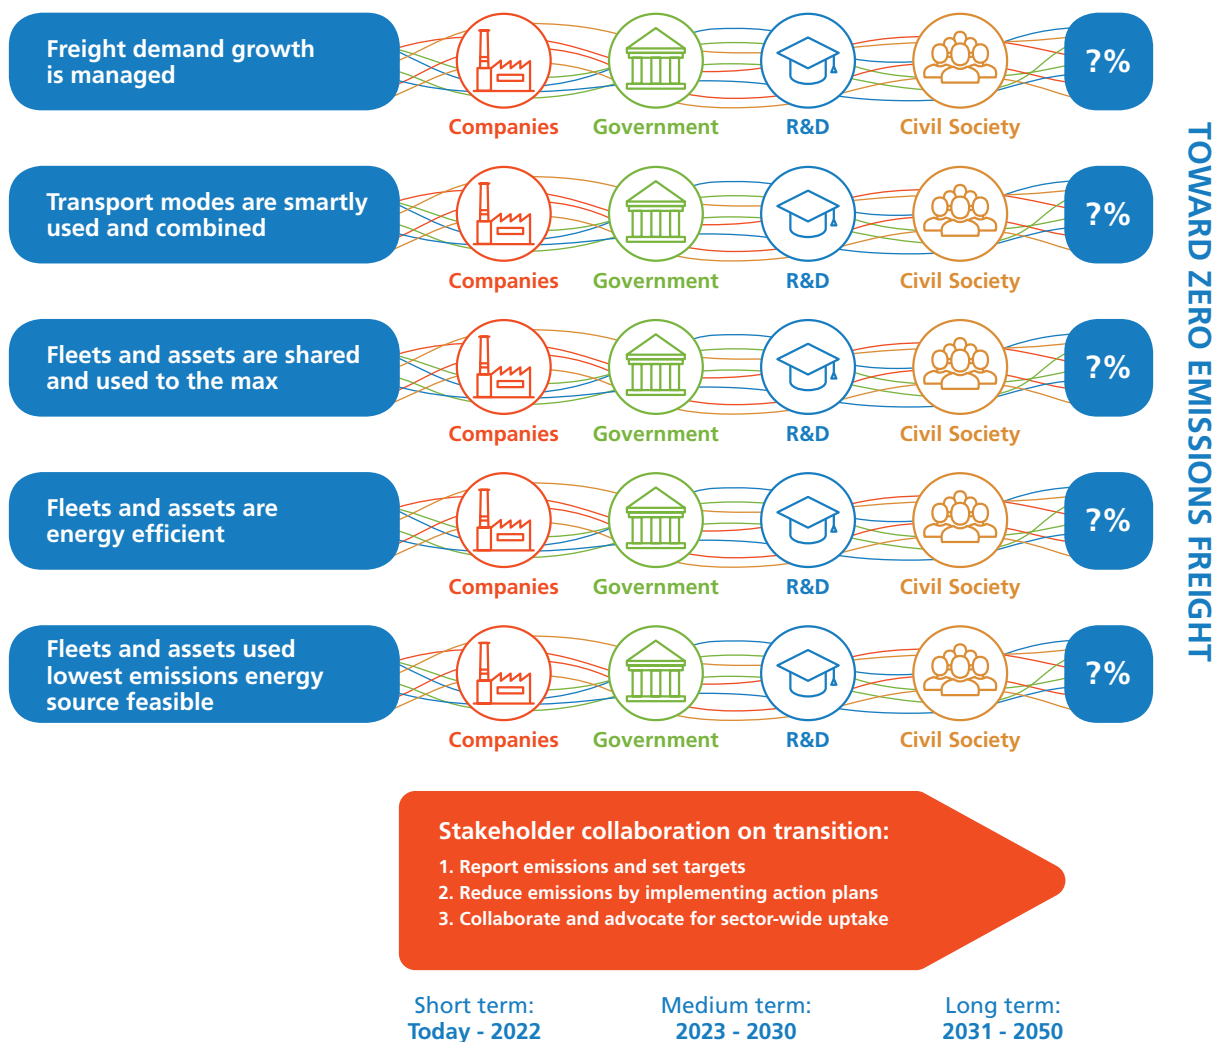 Freight demand growth
is managed
Companies
Government
R&D
Civil Society
?%
Transport modes are smartly
used and combined
Companies
Government
R&D
Civil Society
?%
Fleets and assets are shared
and used to the max
Companies
Government
R&D
Civil Society
?%
Fleets and assets are
energy efficient
Companies
Government
R&D
Civil Society
?%
Fleets and assets used
lowest emissions energy
source feasible
Companies
Government
R&D
Civil Society
?%
TOWARD ZERO EMISSIONS FREIGHT
Stakeholder collaboration on transition:
1. Report emissions and set targets
2. Reduce emissions by implementing action plans
3. Collaborate and advocate for sector-wide uptake
Short term:
Today - 2022
Medium term:
2023 - 2030
Long term:
2031 - 2050